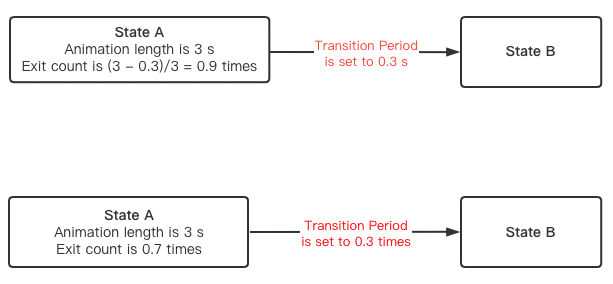 State A
Animation length is 3 s
Exit count is (3 – 0.3)/3 = 0.9 times
Transition Period
is set to 0.3 s
State B
State A
Animation length is 3 s
Exit count is 0.7 times
Transition Period
is set to 0.3 times
State B